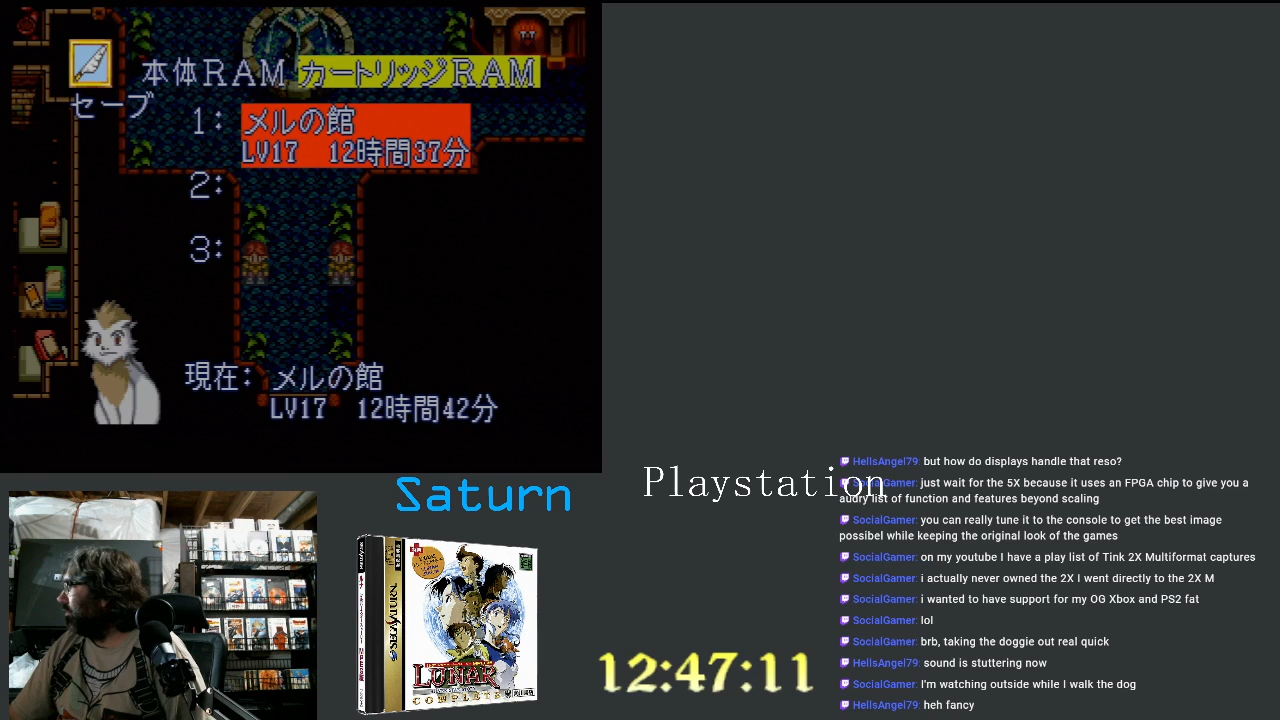 本体RAM カートリッジRAM
セーブ
1: メルの館
LV17 12時間37分
2:
3:
現在: メルの館
LV17 12時間42分
Saturn
Playstation
SEGA SATURN
LUNAR
COMPLETE
12:47:11
HellsAngel79: but how do displays handle that reso?
SocialGamer: just wait for the 5X because it uses an FPGA chip to give you a
audry list of function and features beyond scaling
SocialGamer: you can really tune it to the console to get the best image
possibel while keeping the original look of the games
SocialGamer: on my youtube I have a play list of Tink 2X Multiformat captures
SocialGamer: i actually never owned the 2X I went directly to the 2X M
SocialGamer: i wanted to have support for my OG Xbox and PS2 fat
SocialGamer: lol
SocialGamer: brb, taking the doggie out real quick
HellsAngel79: sound is stuttering now
SocialGamer: I'm watching outside while I walk the dog
HellsAngel79: heh fancy